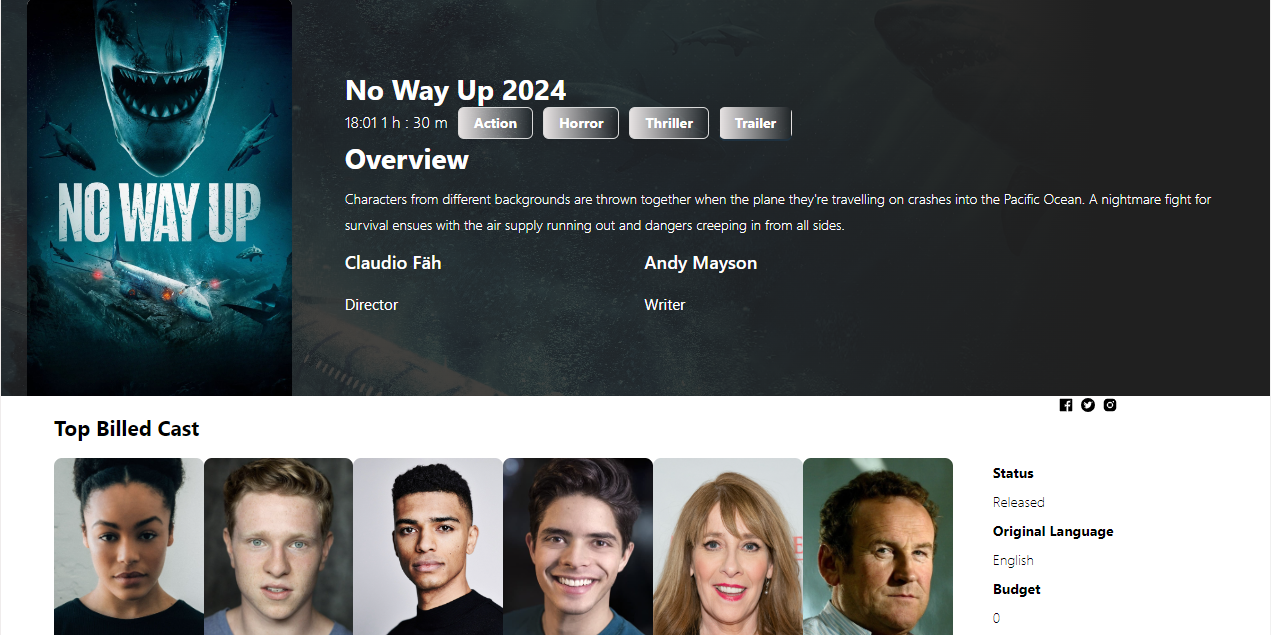 No Way Up 2024
18:01 1 h : 30 m Action Horror Thriller Trailer
NO WAY UP
Overview
Characters from different backgrounds are thrown together when the plane they're travelling on crashes into the Pacific Ocean. A nightmare fight for
survival ensues with the air supply running out and dangers creeping in from all sides.
Claudio Fäh
Andy Mayson
Director
Writer
Top Billed Cast
Status
Released
Original Language
English
Budget
0